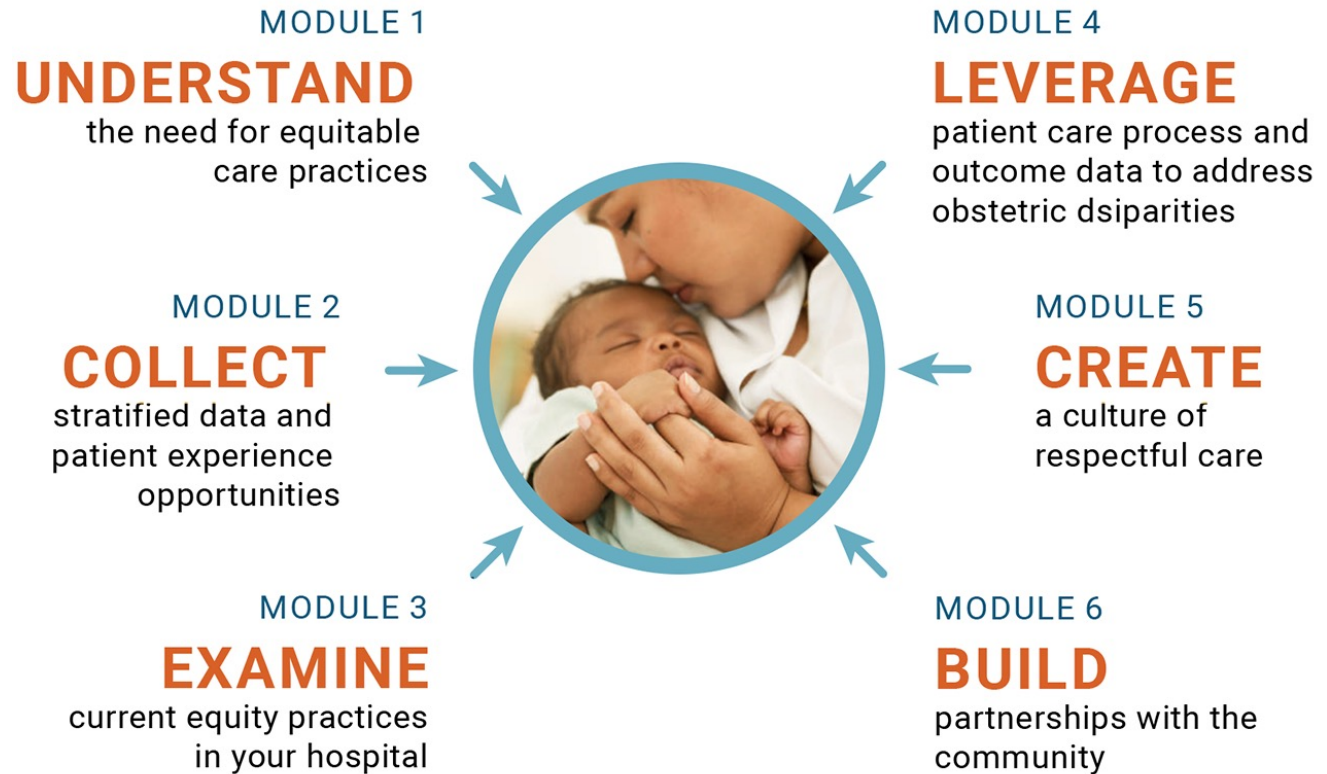 MODULE 1
UNDERSTAND
the need for equitable
care practices
MODULE 2
COLLECT
stratified data and
patient experience
opportunities
MODULE 3
EXAMINE
current equity practices
in your hospital
MODULE 4
LEVERAGE
patient care process and
outcome data to address
obstetric dsiparities
MODULE 5
CREATE
a culture of
respectful care
MODULE 6
BUILD
partnerships with the
community